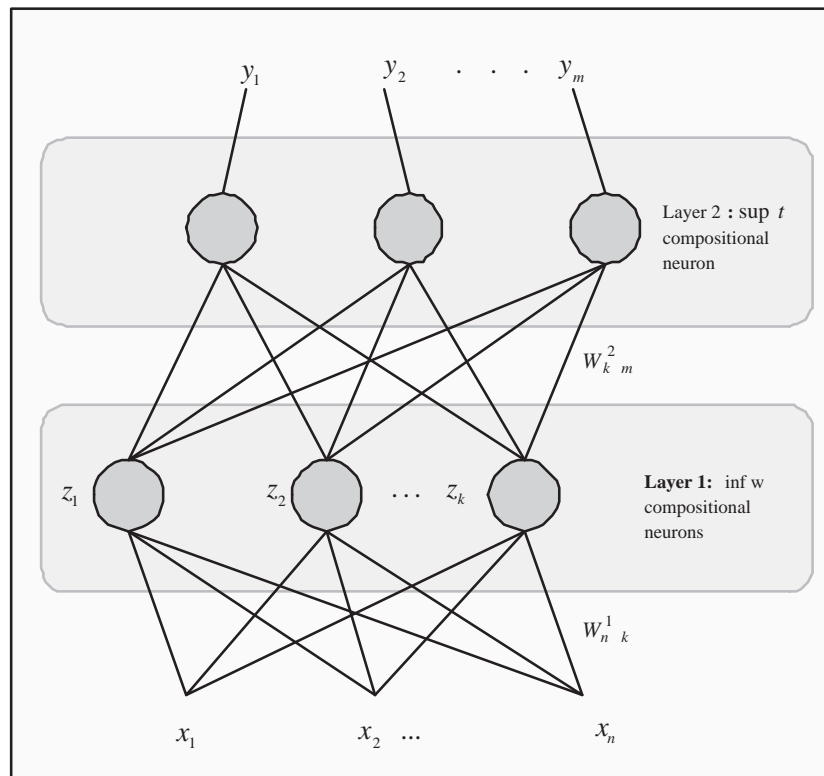 y₁ y₂ . . . yₘ
Layer 2 : sup t
compositional
neuron
W²ₖ ₘ
z₁ z₂ ... zₖ
Layer 1: inf w
compositional
neurons
W¹ₙ ₖ
x₁ x₂ ... xₙ